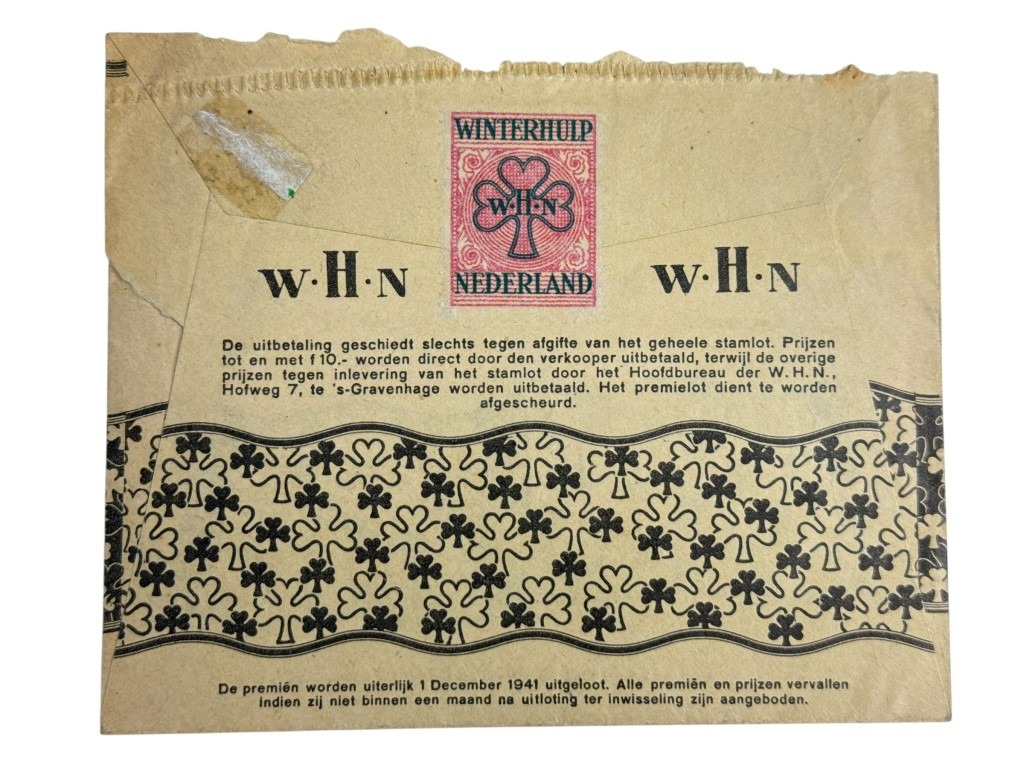 WINTERHULP
W·H·N
NEDERLAND
W·H·N
W·H·N
De uitbetaling geschiedt slechts tegen afgifte van het geheele stamlot. Prijzen
tot en met f 10.- worden direct door den verkooper uitbetaald, terwijl de overige
prijzen tegen inlevering van het stamlot door het Hoofdbureau der W. H. N.,
Hofweg 7, te 's-Gravenhage worden uitbetaald. Het premielot dient te worden
afgescheurd.
De premiën worden uiterlijk 1 December 1941 uitgeloot. Alle premiën en prijzen vervallen
indien zij niet binnen een maand na uitloting ter inwisseling zijn aangeboden.